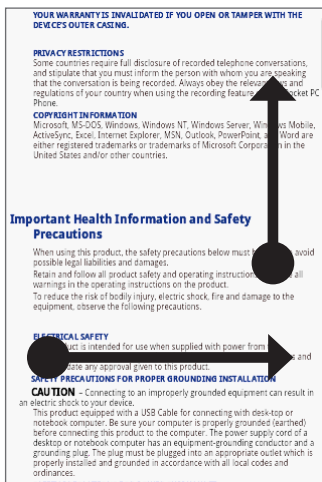 YOUR WARRANTY IS INVALIDATED IF YOU OPEN OR TAMPER WITH THE
DEVICE'S OUTER CASING.
PRIVACY RESTRICTIONS
Some countries require full disclosure of recorded telephone conversations,
and stipulate that you must inform the person with whom you are speaking
that the conversation is being recorded. Always obey the relevant and
regulations of your country when using the recording feature Pocket PC
Phone.
COPYRIGHT INFORMATION
Microsoft, MS-DOS, Windows, Windows NT, Windows Server, Windows Mobile,
ActiveSync, Excel, Internet Explorer, MSN, Outlook, PowerPoint, and Word are
either registered trademarks or trademarks of Microsoft Corporation in the
United States and/or other countries.
Important Health Information and Safety
Precautions
When using this product, the safety precautions below must avoid
possible legal liabilities and damages.
Retain and follow all product safety and operating instructions all
warnings in the operating instructions on the product.
To reduce the risk of bodily injury, electric shock, fire and damage to the
equipment, observe the following precautions.
ELECTRICAL SAFETY
is intended for use when supplied with power from
and
any approval given to this product.
SAFETY PRECAUTIONS FOR PROPER GROUNDING INSTALLATION
CAUTION – Connecting to an improperly grounded equipment can result in
an electric shock to your device.
This product equipped with a USB Cable for connecting with desk-top or
notebook computer. Be sure your computer is properly grounded (earthed)
before connecting this product to the computer. The power supply cord of a
desktop or notebook computer has an equipment-grounding conductor and a
grounding plug. The plug must be plugged into an appropriate outlet which is
properly installed and grounded in accordance with all local codes and
ordinances.